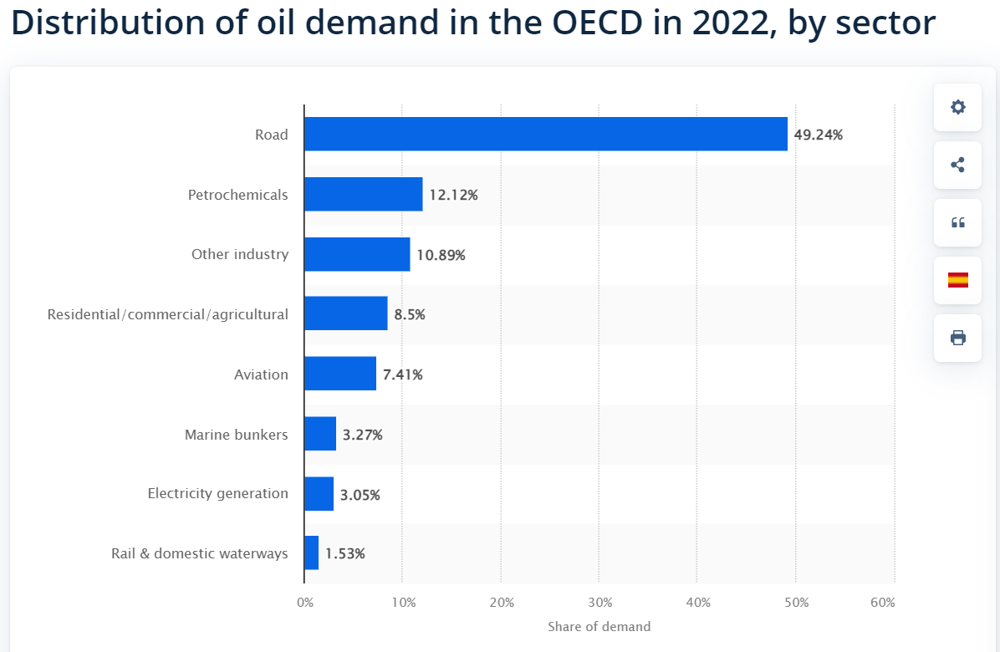 Distribution of oil demand in the OECD in 2022, by sector
Road
49.24%
Petrochemicals
12.12%
Other industry
10.89%
Residential/commercial/agricultural
8.5%
Aviation
7.41%
Marine bunkers
3.27%
Electricity generation
3.05%
Rail & domestic waterways
1.53%
0% 10% 20% 30% 40% 50% 60%
Share of demand